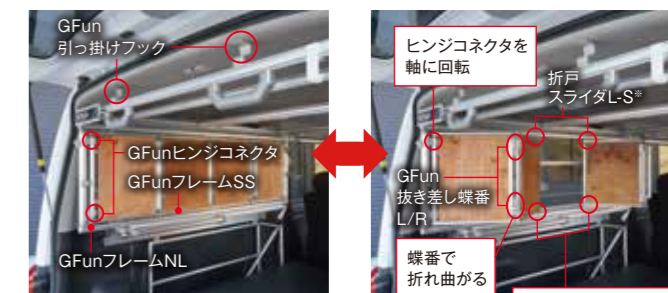 GFun
引っ掛けフック
GFunヒンジコネクタ
GFunフレームSS
GFunフレームNL
ヒンジコネクタを
軸に回転
折戸
スライダL-S※
GFun
抜き差し蝶番
L/R
蝶番で
折れ曲がる